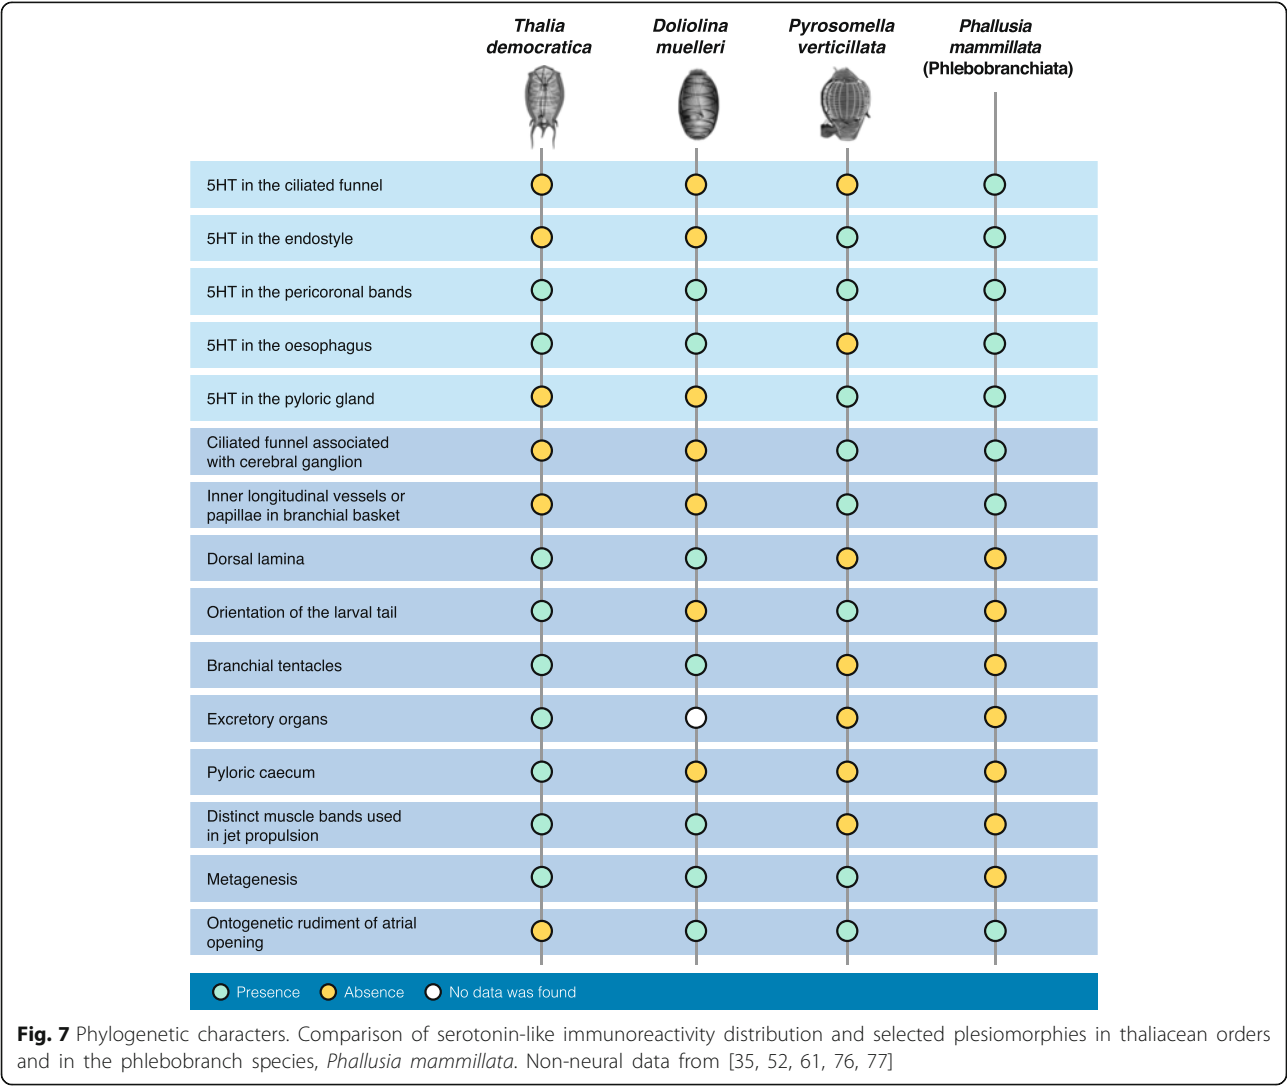 Thalia
democratica
Doliolina
muelleri
Pyrosomella
verticillata
Phallusia
mammillata
(Phlebobranchiata)
5HT in the ciliated funnel
5HT in the endostyle
5HT in the pericoronal bands
5HT in the oesophagus
5HT in the pyloric gland
Ciliated funnel associated
with cerebral ganglion
Inner longitudinal vessels or
papillae in branchial basket
Dorsal lamina
Orientation of the larval tail
Branchial tentacles
Excretory organs
Pyloric caecum
Distinct muscle bands used
in jet propulsion
Metagenesis
Ontogenetic rudiment of atrial
opening
Presence Absence No data was found
Fig. 7 Phylogenetic characters. Comparison of serotonin-like immunoreactivity distribution and selected plesiomorphies in thaliacean orders
and in the phlebobranch species, Phallusia mammillata. Non-neural data from [35, 52, 61, 76, 77]